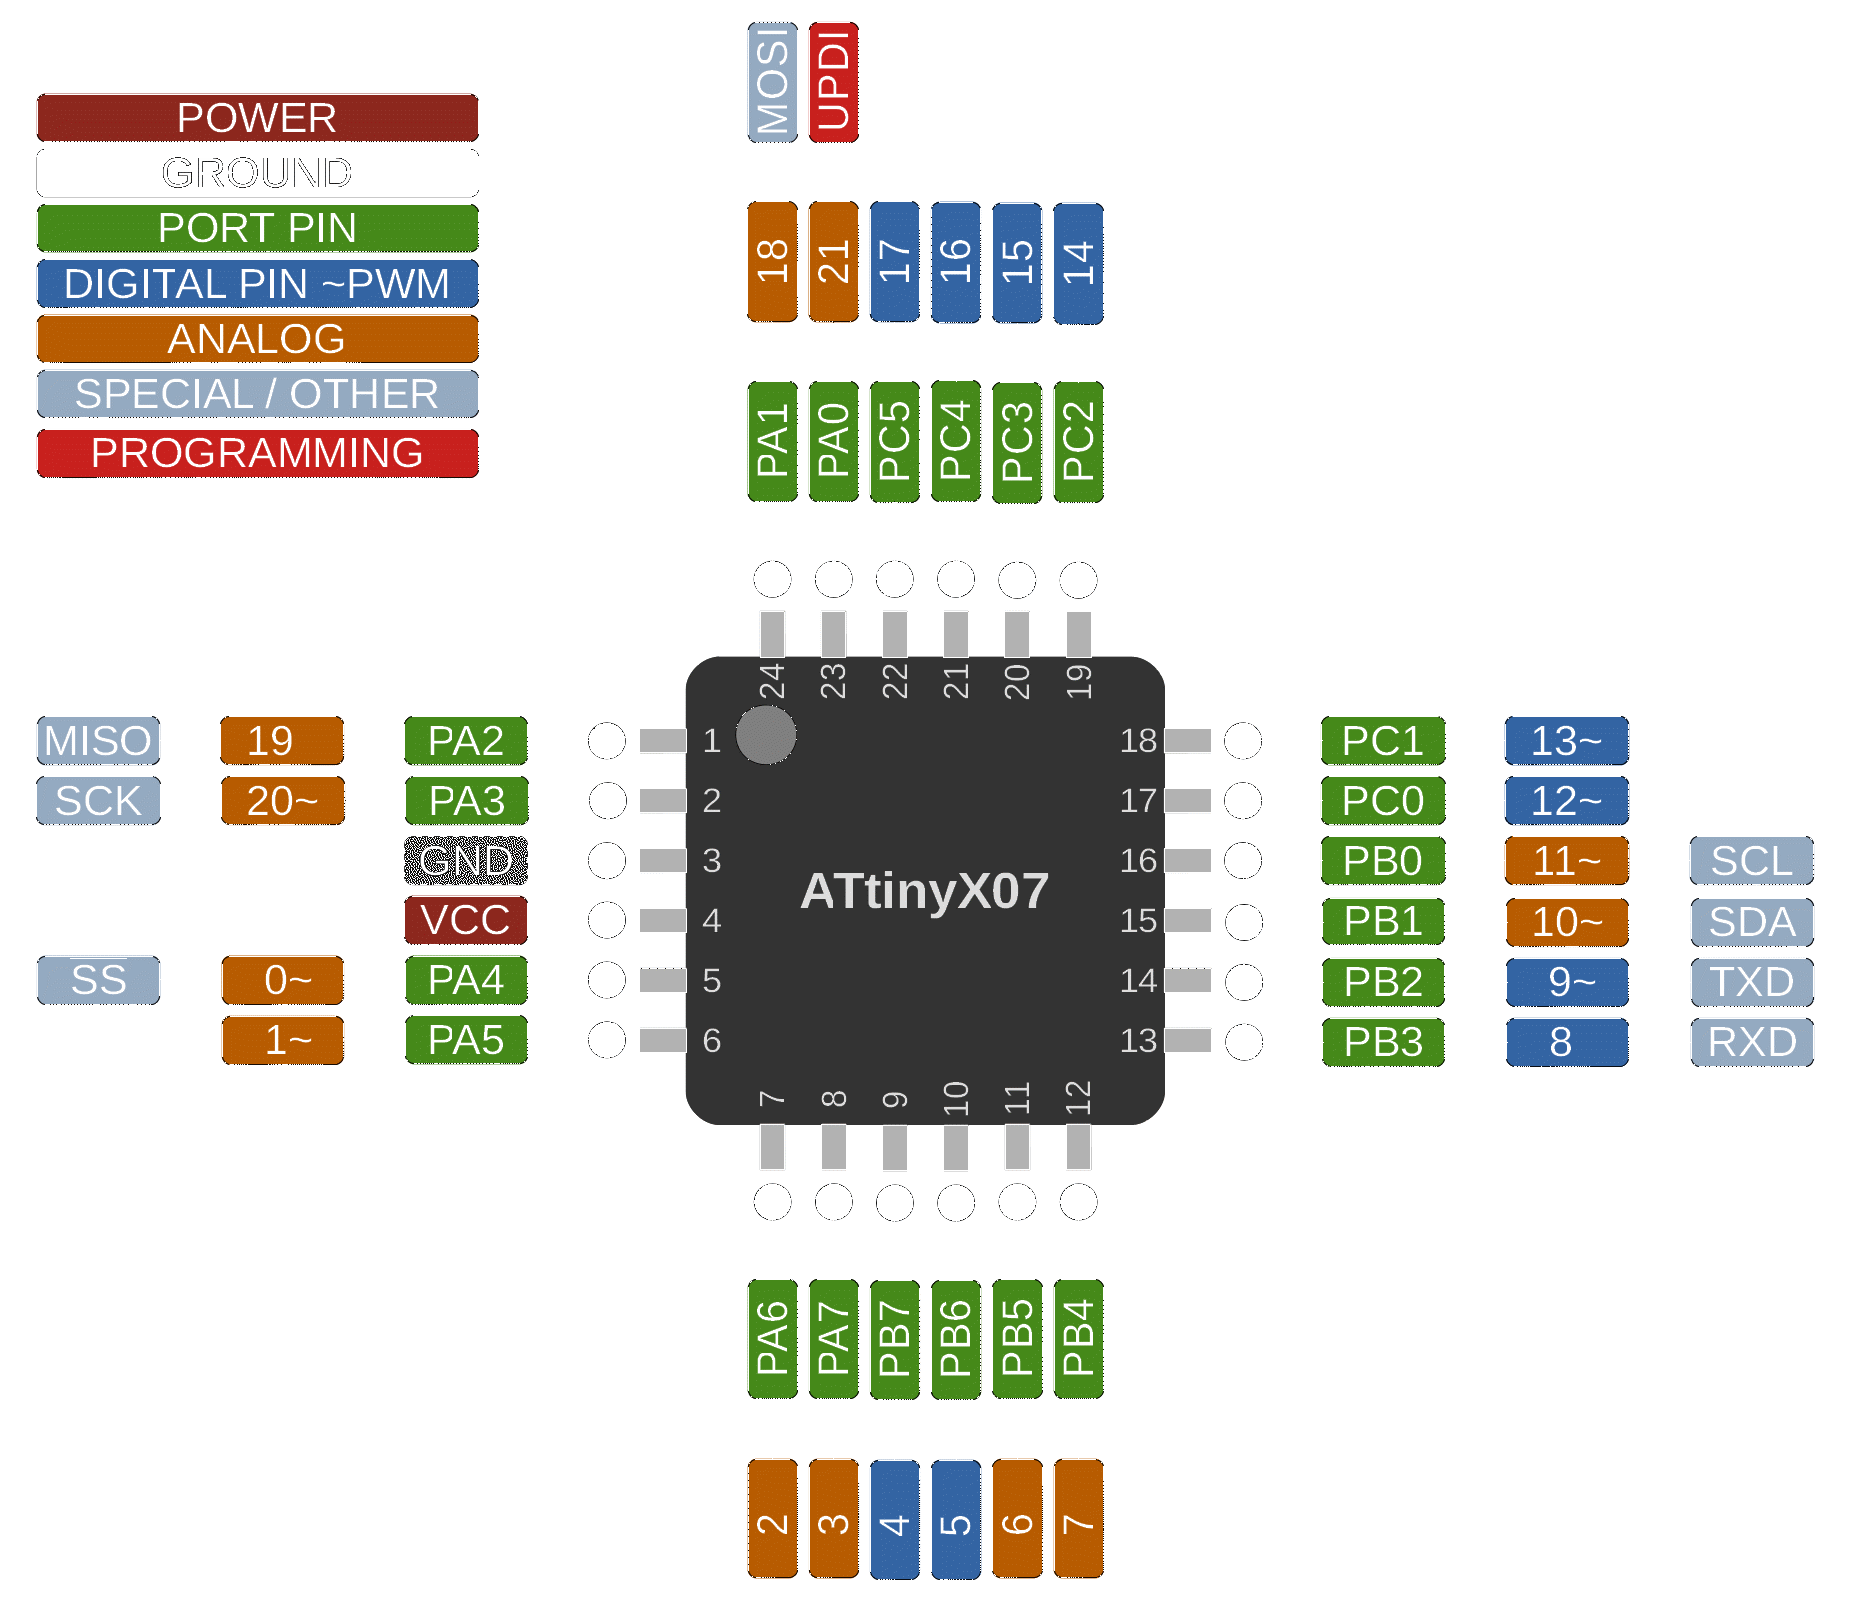 MOSI UPDI
POWER
GROUND
PORT PIN
DIGITAL PIN ~PWM
ANALOG
SPECIAL / OTHER
PROGRAMMING
18 21 17 16 15 14
PA1 PA0 PC5 PC4 PC3 PC2
24 23 22 21 20 19
MISO 19 PA2 1 18 PC1 13~
SCK 20~ PA3 2 17 PC0 12~
GND 3 16 PB0 11~ SCL
ATtinyX07
VCC 4 15 PB1 10~ SDA
SS 0~ PA4 5 14 PB2 9~ TXD
1~ PA5 6 13 PB3 8 RXD
7 8 9 10 11 12
PA6 PA7 PB7 PB6 PB5 PB4
2 3 4 5 6 7